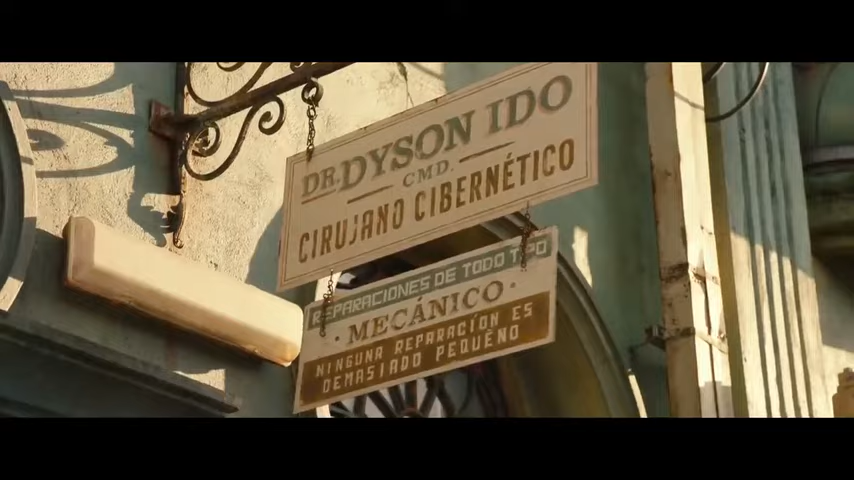 DR. DYSON IDO
CMD.
CIRUJANO CIBERNÉTICO
REPARACIONES DE TODO TIPO
· MECÁNICO ·
NINGUNA REPARACIÓN ES
DEMASIADO PEQUEÑO